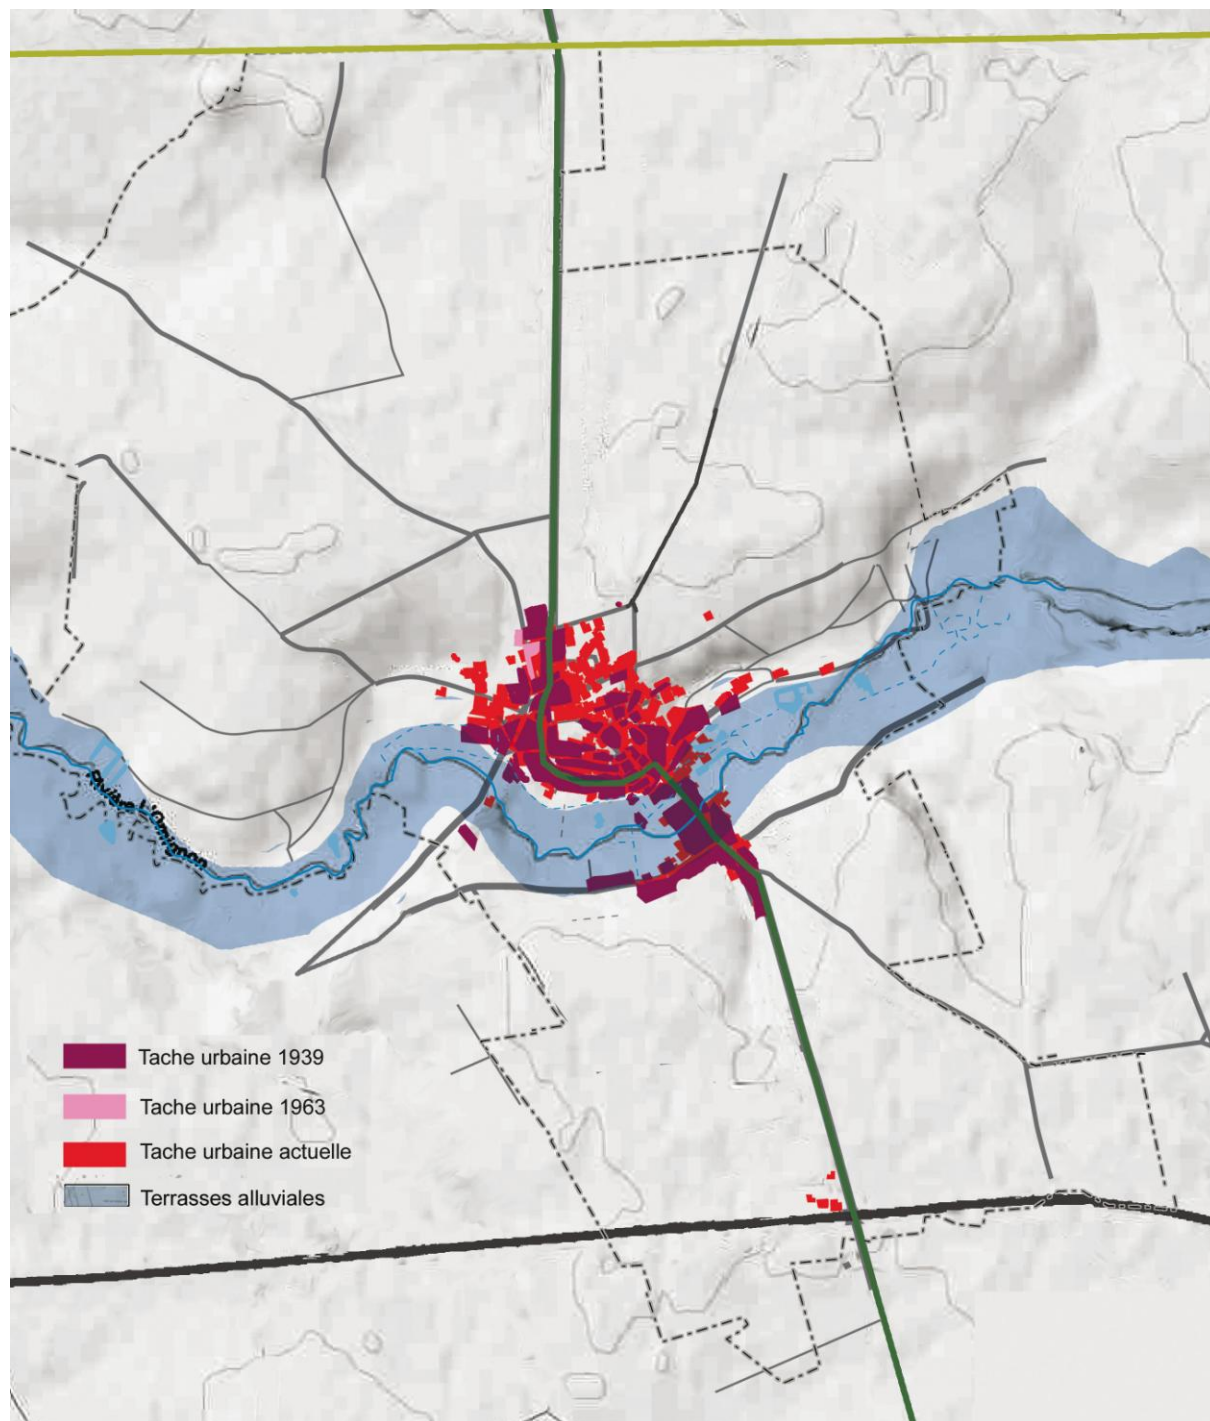 Tache urbaine 1939
Tache urbaine 1963
Tache urbaine actuelle
Terrasses alluviales